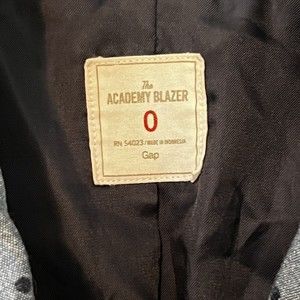 The
ACADEMY BLAZER
0
RN 54023 / MADE IN INDONESIA
Gap